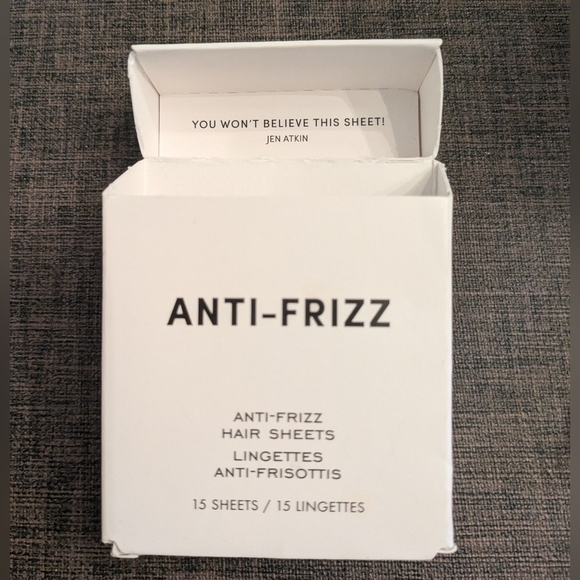 YOU WON'T BELIEVE THIS SHEET!
JEN ATKIN
ANTI-FRIZZ
ANTI-FRIZZ
HAIR SHEETS
LINGETTES
ANTI-FRISOTTIS
15 SHEETS / 15 LINGETTES